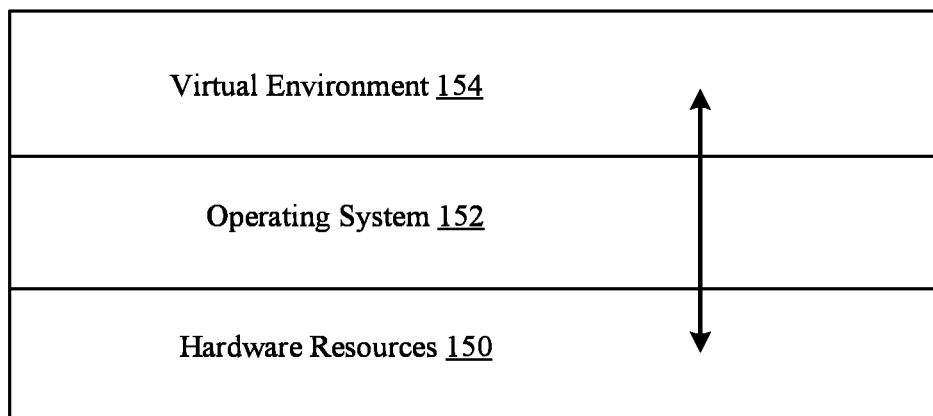 Virtual Environment 154
Operating System 152
Hardware Resources 150